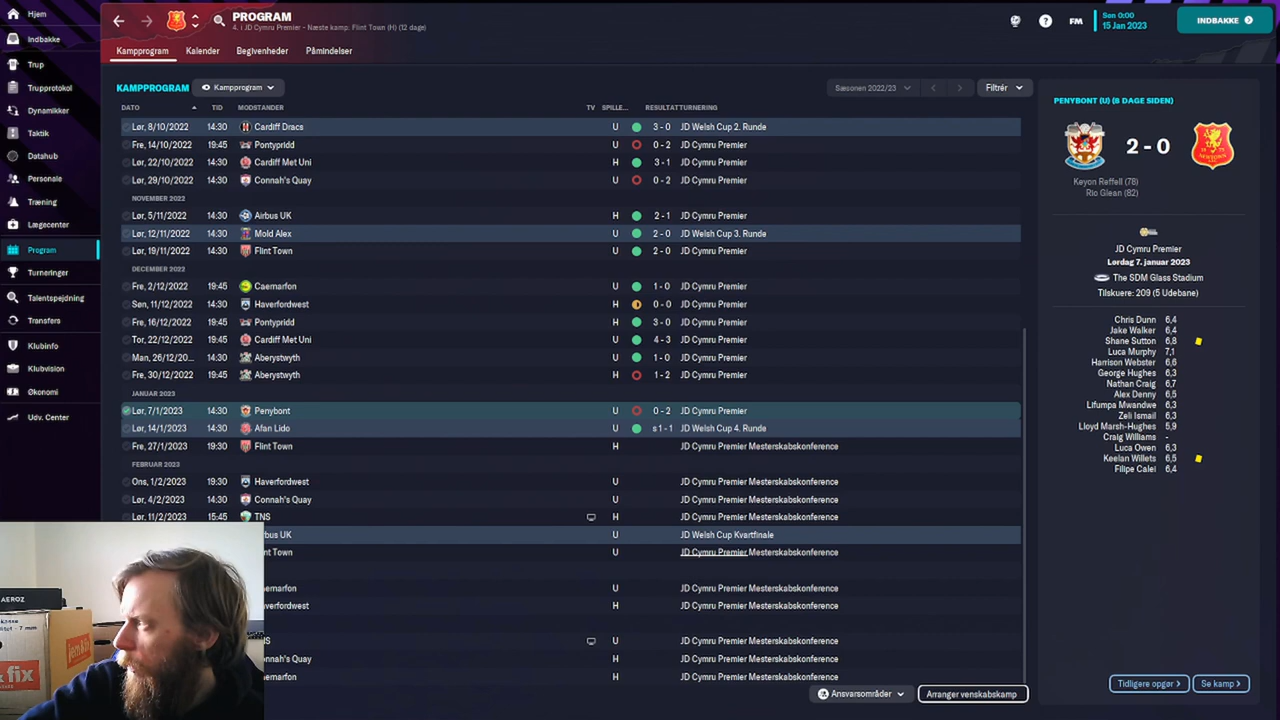 Hjem
Indbakke
Trup
Trupprotokol
Dynamikker
Taktik
Datahub
Personale
Træning
Lægecenter
Program
Turneringer
Talentspejdning
Transfers
Klubinfo
Klubvision
Økonomi
Udv. Center
PROGRAM
4. i JD Cymru Premier - Næste kamp: Flint Town (H) (12 dage)
FM
Søn 0:00
15 Jan 2023
INDBAKKE
Kampprogram Kalender Begivenheder Påmindelser
KAMPPROGRAM Kampprogram Sæsonen 2022/23 Filtrér
DATO TID MODSTANDER TV SPILLE... RESULTAT TURNERING
Lør, 8/10/2022 14:30 Cardiff Dracs U 3 - 0 JD Welsh Cup 2. Runde
Fre, 14/10/2022 19:45 Pontypridd U 0 - 2 JD Cymru Premier
Lør, 22/10/2022 14:30 Cardiff Met Uni H 3 - 1 JD Cymru Premier
Lør, 29/10/2022 14:30 Connah's Quay U 0 - 2 JD Cymru Premier
NOVEMBER 2022
Lør, 5/11/2022 14:30 Airbus UK H 2 - 1 JD Cymru Premier
Lør, 12/11/2022 14:30 Mold Alex U 2 - 0 JD Welsh Cup 3. Runde
Lør, 19/11/2022 14:30 Flint Town U 2 - 0 JD Cymru Premier
DECEMBER 2022
Fre, 2/12/2022 19:45 Caernarfon U 1 - 0 JD Cymru Premier
Søn, 11/12/2022 14:30 Haverfordwest H 0 - 0 JD Cymru Premier
Fre, 16/12/2022 19:45 Pontypridd H 3 - 0 JD Cymru Premier
Tor, 22/12/2022 19:45 Cardiff Met Uni U 4 - 3 JD Cymru Premier
Man, 26/12/20... 14:30 Aberystwyth U 1 - 0 JD Cymru Premier
Fre, 30/12/2022 19:45 Aberystwyth H 1 - 2 JD Cymru Premier
JANUAR 2023
Lør, 7/1/2023 14:30 Penybont U 0 - 2 JD Cymru Premier
Lør, 14/1/2023 14:30 Afan Lido U s 1 - 1 JD Welsh Cup 4. Runde
Fre, 27/1/2023 19:30 Flint Town H JD Cymru Premier Mesterskabskonference
FEBRUAR 2023
Ons, 1/2/2023 19:30 Haverfordwest U JD Cymru Premier Mesterskabskonference
Lør, 4/2/2023 14:30 Connah's Quay U JD Cymru Premier Mesterskabskonference
Lør, 11/2/2023 15:45 TNS H JD Cymru Premier Mesterskabskonference
rbus UK U JD Welsh Cup Kvartfinale
int Town U JD Cymru Premier Mesterskabskonference
aernarfon U JD Cymru Premier Mesterskabskonference
averfordwest H JD Cymru Premier Mesterskabskonference
NS U JD Cymru Premier Mesterskabskonference
onnah's Quay H JD Cymru Premier Mesterskabskonference
aernarfon H JD Cymru Premier Mesterskabskonference
Ansvarsområder Arranger venskabskamp
PENYBONT (U) (8 DAGE SIDEN)
2 - 0
Keyon Reffell (78)
Rio Glean (82)
JD Cymru Premier
Lørdag 7. januar 2023
The SDM Glass Stadium
Tilskuere: 209 (5 Udebane)
Chris Dunn 6,4
Jake Walker 6,4
Shane Sutton 6,8
Luca Murphy 7,1
Harrison Webster 6,6
George Hughes 6,3
Nathan Craig 6,7
Alex Denny 6,5
Lifumpa Mwandwe 6,3
Zeli Ismail 6,3
Lloyd Marsh-Hughes 5,9
Craig Williams -
Luca Owen 6,3
Keelan Willets 6,5
Filipe Calei 6,4
Tidligere opgør Se kamp
AEROZ
fix